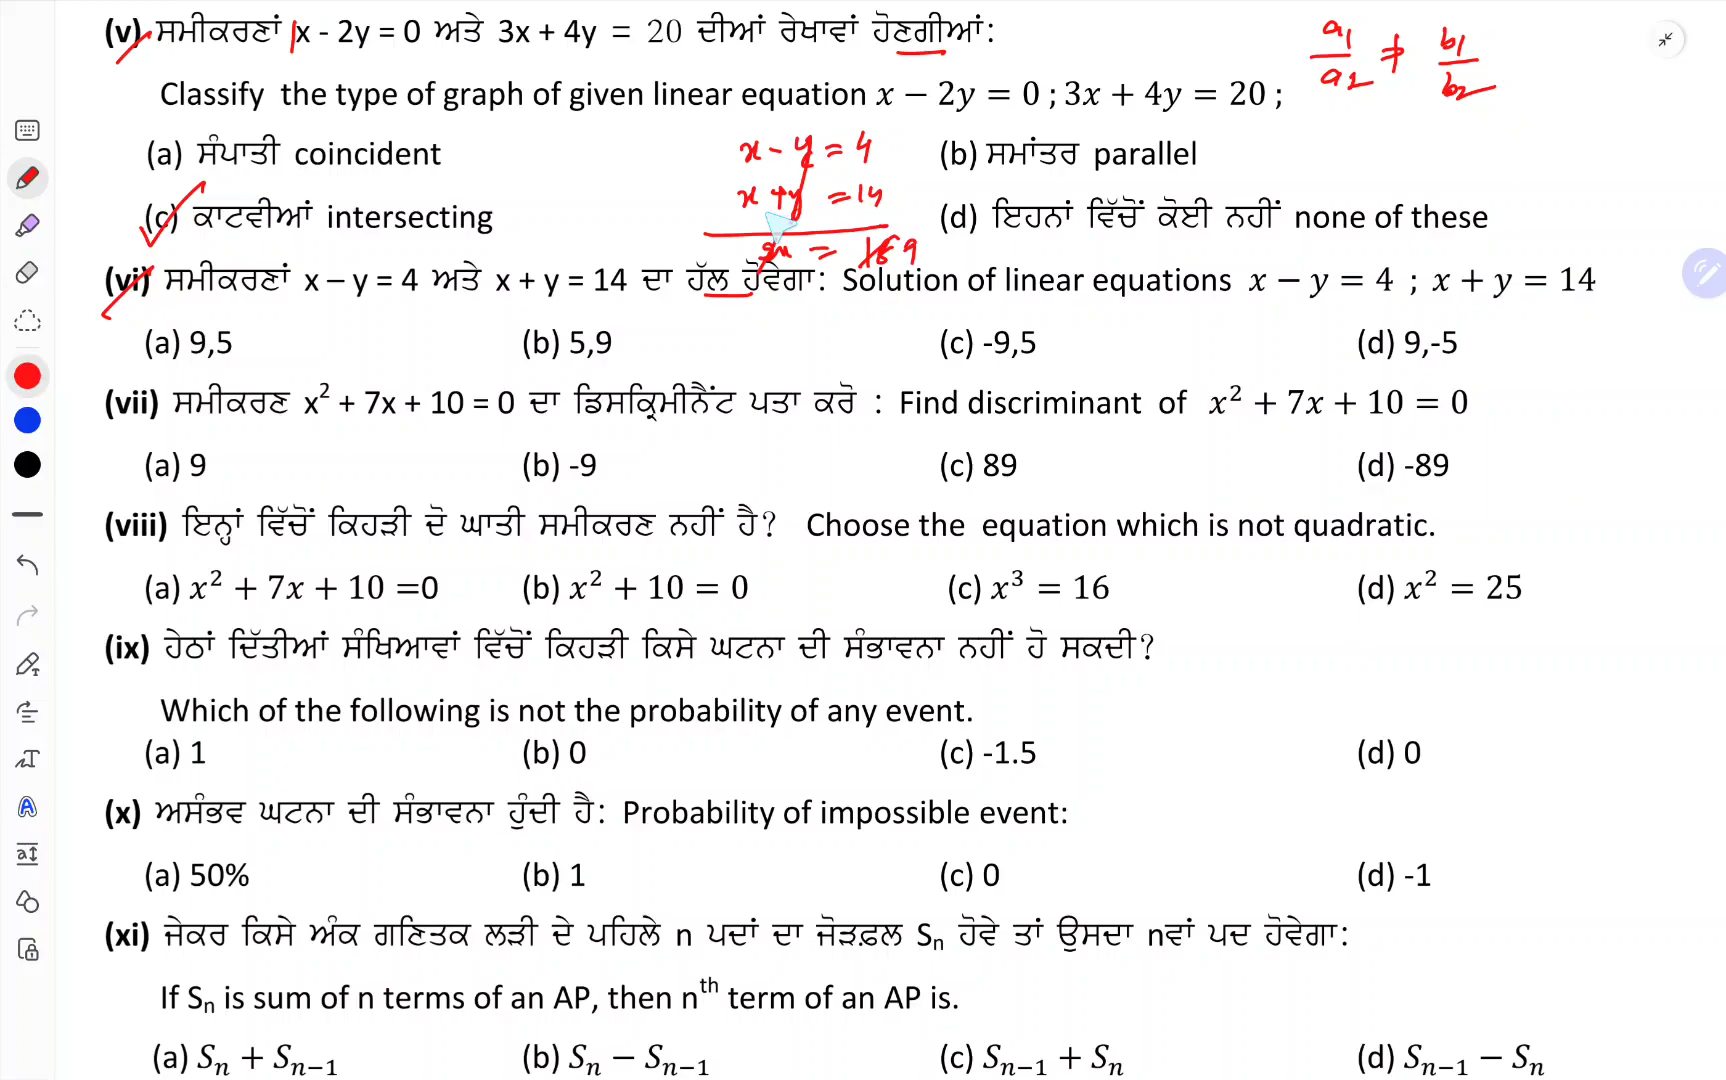 (v) ਸਮੀਕਰਣਾਂ x - 2y = 0 ਅਤੇ 3x + 4y = 20 ਦੀਆਂ ਰੇਖਾਵਾਂ ਹੋਣਗੀਆਂ:
a₁/a₂ ≠ b₁/b₂
Classify the type of graph of given linear equation x − 2y = 0 ; 3x + 4y = 20 ;
(a) ਸੰਪਾਤੀ coincident (b) ਸਮਾਂਤਰ parallel
x - y = 4
x + y = 14
(c) ਕਾਟਵੀਆਂ intersecting (d) ਇਹਨਾਂ ਵਿੱਚੋਂ ਕੋਈ ਨਹੀਂ none of these
2x = 18 9
(vi) ਸਮੀਕਰਣਾਂ x – y = 4 ਅਤੇ x + y = 14 ਦਾ ਹੱਲ ਹੋਵੇਗਾ: Solution of linear equations x − y = 4 ; x + y = 14
(a) 9,5 (b) 5,9 (c) -9,5 (d) 9,-5
(vii) ਸਮੀਕਰਣ x² + 7x + 10 = 0 ਦਾ ਡਿਸਕ੍ਰਿਮੀਨੈਂਟ ਪਤਾ ਕਰੋ : Find discriminant of x² + 7x + 10 = 0
(a) 9 (b) -9 (c) 89 (d) -89
(viii) ਇਨ੍ਹਾਂ ਵਿੱਚੋਂ ਕਿਹੜੀ ਦੋ ਘਾਤੀ ਸਮੀਕਰਣ ਨਹੀਂ ਹੈ? Choose the equation which is not quadratic.
(a) x² + 7x + 10 =0 (b) x² + 10 = 0 (c) x³ = 16 (d) x² = 25
(ix) ਹੇਠਾਂ ਦਿੱਤੀਆਂ ਸੰਖਿਆਵਾਂ ਵਿੱਚੋਂ ਕਿਹੜੀ ਕਿਸੇ ਘਟਨਾ ਦੀ ਸੰਭਾਵਨਾ ਨਹੀਂ ਹੋ ਸਕਦੀ?
Which of the following is not the probability of any event.
(a) 1 (b) 0 (c) -1.5 (d) 0
(x) ਅਸੰਭਵ ਘਟਨਾ ਦੀ ਸੰਭਾਵਨਾ ਹੁੰਦੀ ਹੈ: Probability of impossible event:
(a) 50% (b) 1 (c) 0 (d) -1
(xi) ਜੇਕਰ ਕਿਸੇ ਅੰਕ ਗਣਿਤਕ ਲੜੀ ਦੇ ਪਹਿਲੇ n ਪਦਾਂ ਦਾ ਜੋੜਫ਼ਲ Sₙ ਹੋਵੇ ਤਾਂ ਉਸਦਾ nਵਾਂ ਪਦ ਹੋਵੇਗਾ:
If Sₙ is sum of n terms of an AP, then nᵗʰ term of an AP is.
(a) Sₙ + Sₙ₋₁ (b) Sₙ − Sₙ₋₁ (c) Sₙ₋₁ + Sₙ (d) Sₙ₋₁ − Sₙ